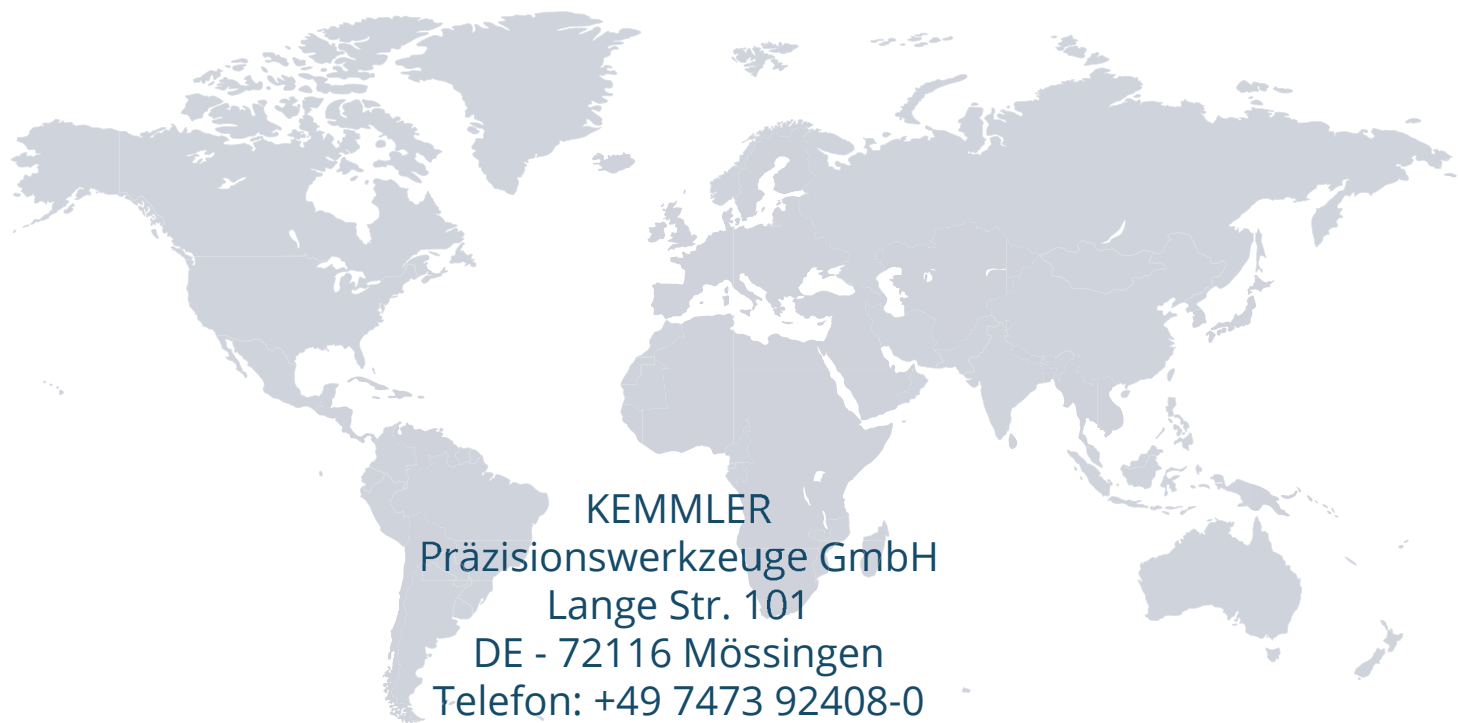 KEMMLER
Präzisionswerkzeuge GmbH
Lange Str. 101
DE - 72116 Mössingen
Telefon: +49 7473 92408-0